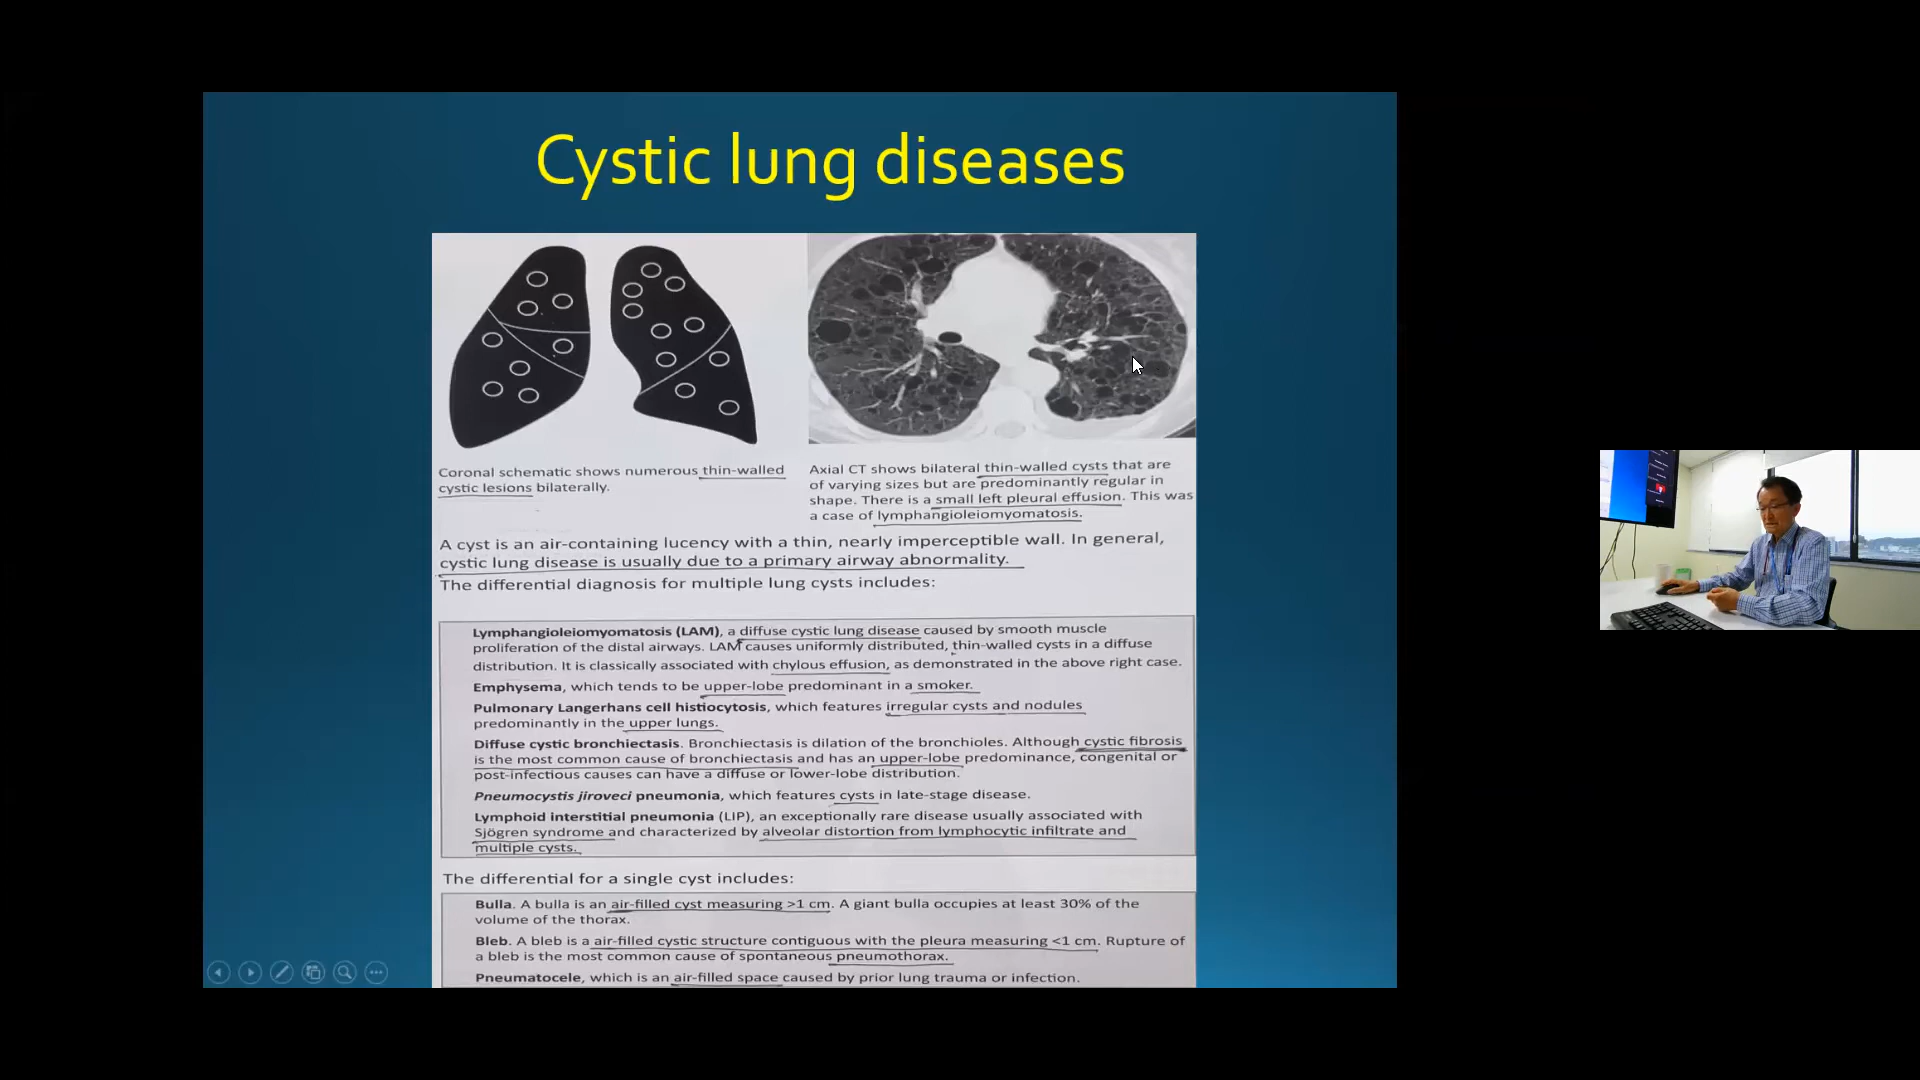 Cystic lung diseases
Coronal schematic shows numerous thin-walled
cystic lesions bilaterally.
Axial CT shows bilateral thin-walled cysts that are
of varying sizes but are predominantly regular in
shape. There is a small left pleural effusion. This was
a case of lymphangioleiomyomatosis.
A cyst is an air-containing lucency with a thin, nearly imperceptible wall. In general,
cystic lung disease is usually due to a primary airway abnormality.
The differential diagnosis for multiple lung cysts includes:
Lymphangioleiomyomatosis (LAM), a diffuse cystic lung disease caused by smooth muscle
proliferation of the distal airways. LAM causes uniformly distributed, thin-walled cysts in a diffuse
distribution. It is classically associated with chylous effusion, as demonstrated in the above right case.
Emphysema, which tends to be upper-lobe predominant in a smoker.
Pulmonary Langerhans cell histiocytosis, which features irregular cysts and nodules
predominantly in the upper lungs.
Diffuse cystic bronchiectasis. Bronchiectasis is dilation of the bronchioles. Although cystic fibrosis
is the most common cause of bronchiectasis and has an upper-lobe predominance, congenital or
post-infectious causes can have a diffuse or lower-lobe distribution.
Pneumocystis jiroveci pneumonia, which features cysts in late-stage disease.
Lymphoid interstitial pneumonia (LIP), an exceptionally rare disease usually associated with
Sjögren syndrome and characterized by alveolar distortion from lymphocytic infiltrate and
multiple cysts.
The differential for a single cyst includes:
Bulla. A bulla is an air-filled cyst measuring >1 cm. A giant bulla occupies at least 30% of the
volume of the thorax.
Bleb. A bleb is a air-filled cystic structure contiguous with the pleura measuring <1 cm. Rupture of
a bleb is the most common cause of spontaneous pneumothorax.
Pneumatocele, which is an air-filled space caused by prior lung trauma or infection.